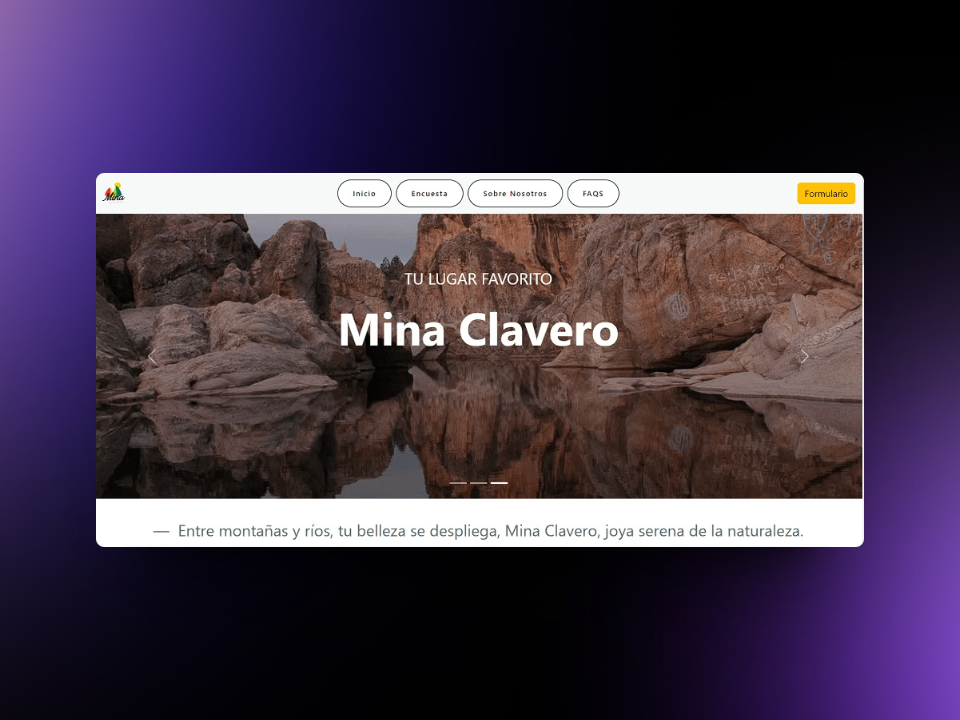 Mina
Inicio
Encuesta
Sobre Nosotros
FAQS
Formulario
TU LUGAR FAVORITO
Mina Clavero
— Entre montañas y ríos, tu belleza se despliega, Mina Clavero, joya serena de la naturaleza.